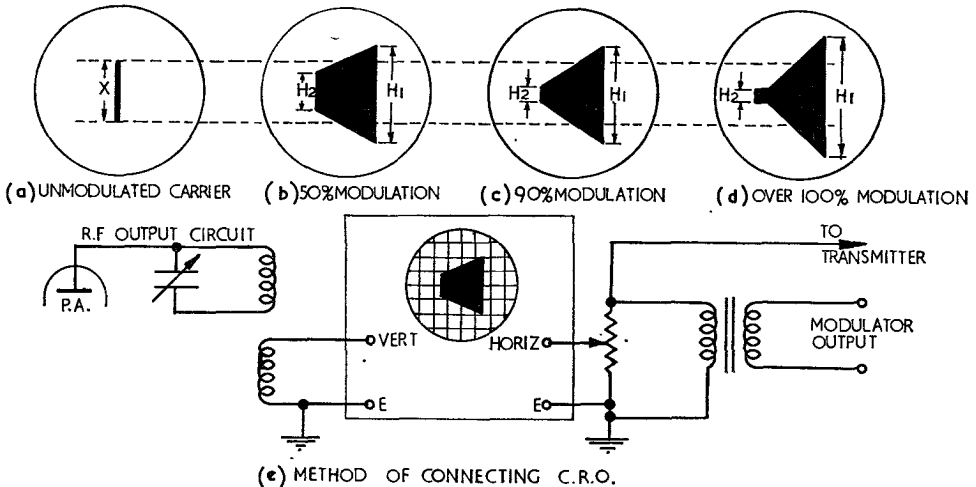 X
H2
H1
H2
H1
H2
H1
(a) UNMODULATED CARRIER
(b) 50% MODULATION
(c) 90% MODULATION
(d) OVER 100% MODULATION
R.F OUTPUT CIRCUIT
P.A.
TO
TRANSMITTER
VERT
HORIZ
MODULATOR
OUTPUT
E
E
(e) METHOD OF CONNECTING C.R.O.